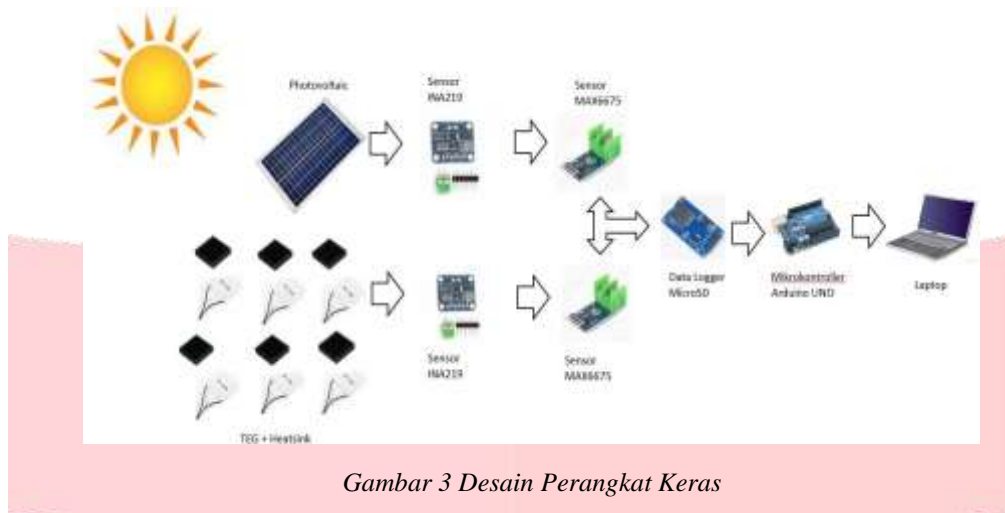 Photovoltaic
Sensor
INA219
Sensor
MAX6675
Data Logger
MicroSD
Mikrokontroller
Arduino UNO
Laptop
Sensor
INA219
Sensor
MAX6675
TEG + Heatsink
Gambar 3 Desain Perangkat Keras